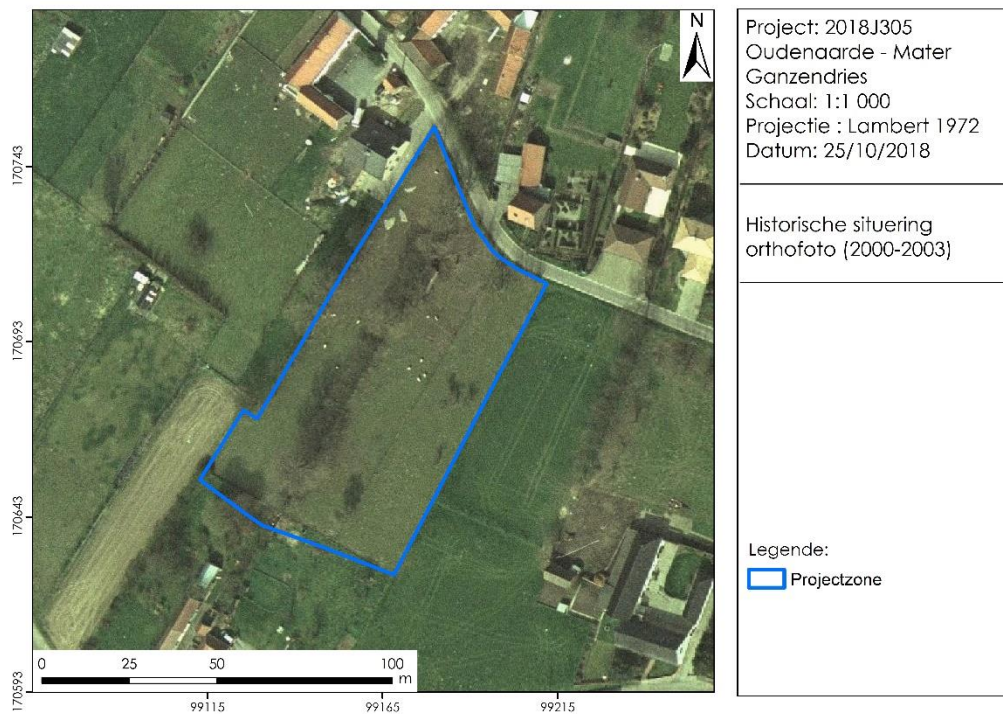 N
170743
170693
170643
170593
0 25 50 100
m
99115 99165 99215
Project: 2018J305
Oudenaarde - Mater
Ganzendries
Schaal: 1:1 000
Projectie : Lambert 1972
Datum: 25/10/2018
Historische situering
orthofoto (2000-2003)
Legende:
Projectzone